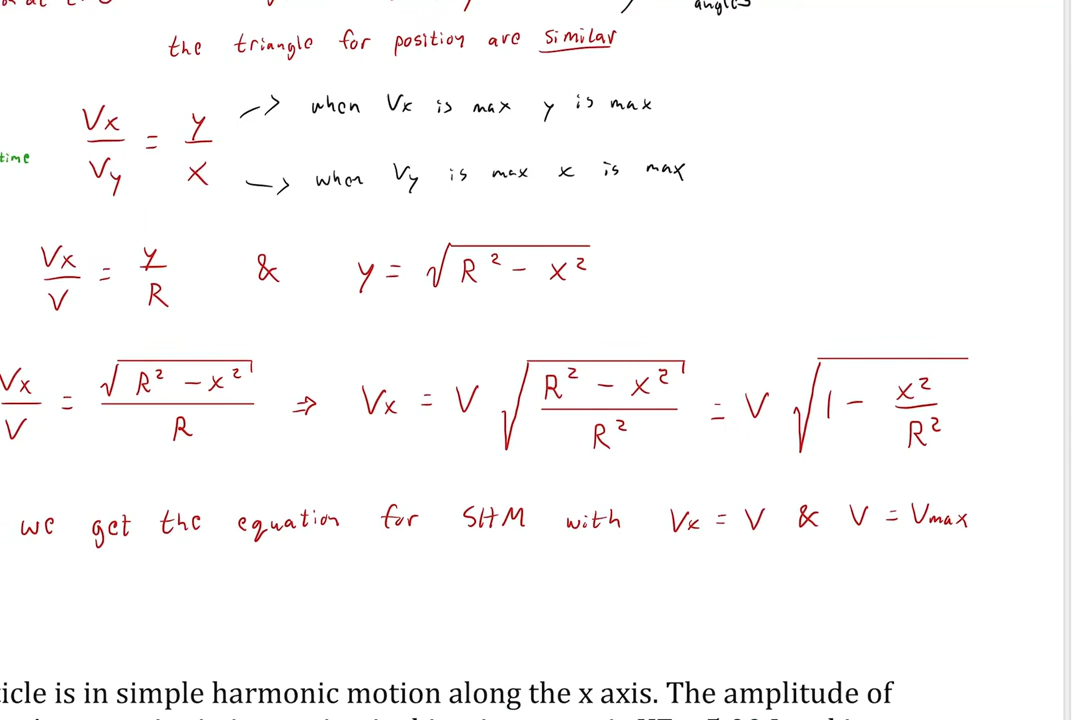 angles
the triangle for position are similar
Vx/Vy = y/x → when Vx is max y is max
time
→ when Vy is max x is max
Vx/V = y/R & y = √(R² - x²)
Vx/V = √(R² - x²)/R ⇒ Vx = V √((R² - x²)/R²) = V √(1 - x²/R²)
we get the equation for SHM with Vx = V & V = Vmax
icle is in simple harmonic motion along the x axis. The amplitude of